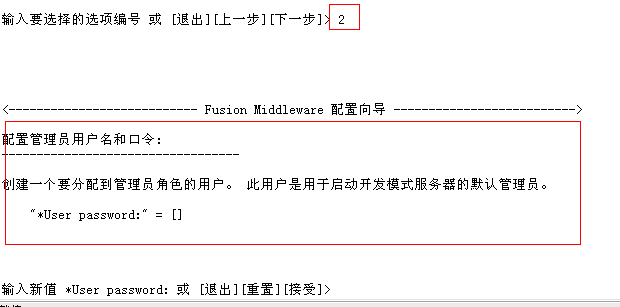 输入要选择的选项编号 或 [退出][上一步][下一步]> 2
<--------------------------- Fusion Middleware 配置向导 -------------------------->
配置管理员用户名和口令:
----------------------------------
创建一个要分配到管理员角色的用户。 此用户是用于启动开发模式服务器的默认管理员。
"*User password:" = []
输入新值 *User password: 或 [退出][重置][接受]>